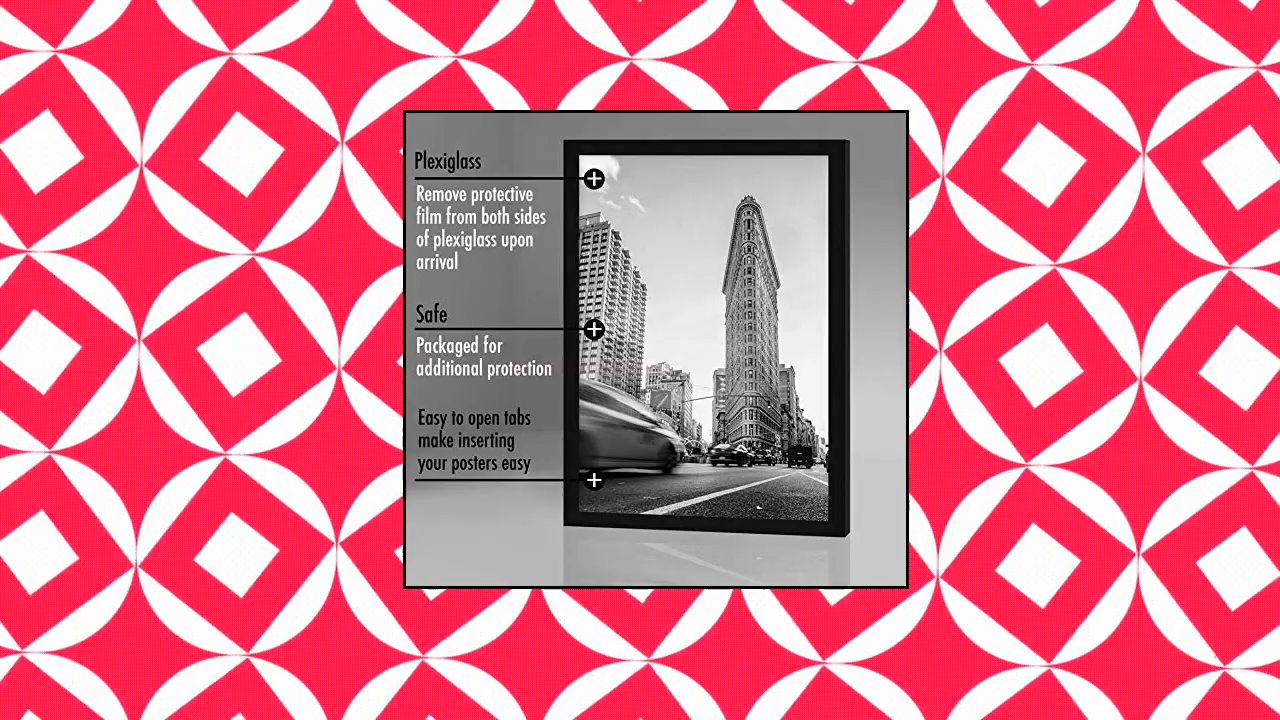 Plexiglass
Remove protective
film from both sides
of plexiglass upon
arrival
Safe
Packaged for
additional protection
Easy to open tabs
make inserting
your posters easy